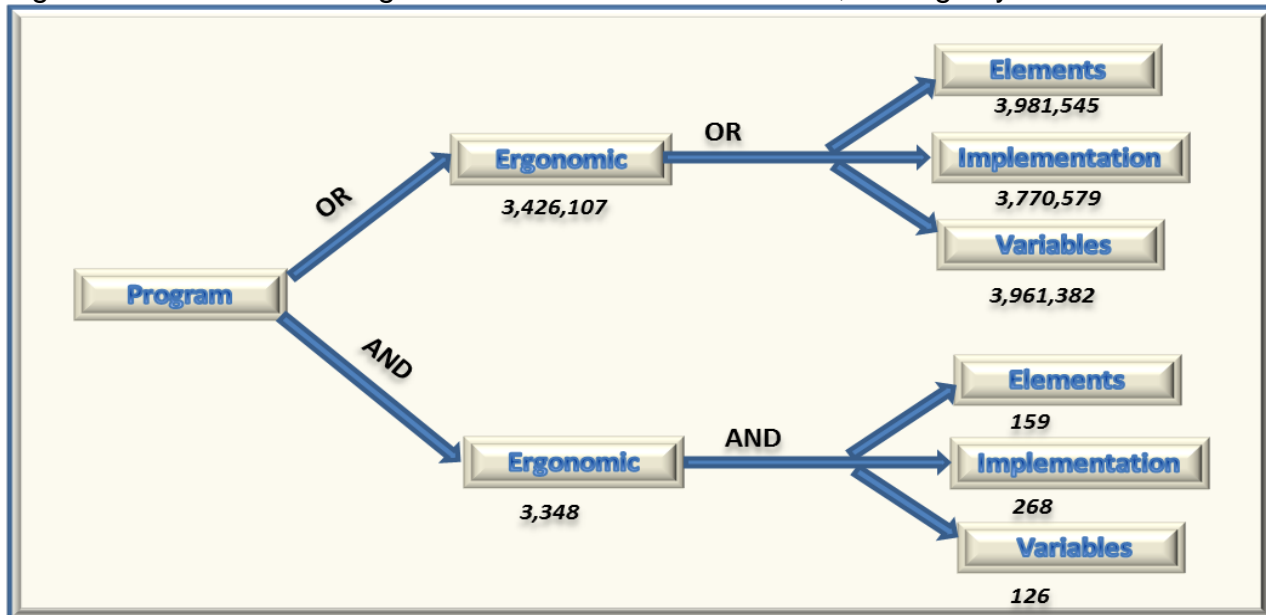 Elements
3,981,545
OR
Ergonomic
Implementation
OR
3,426,107
3,770,579
Variables
Program
3,961,382
AND
Elements
159
AND
Ergonomic
Implementation
3,348
268
Variables
126